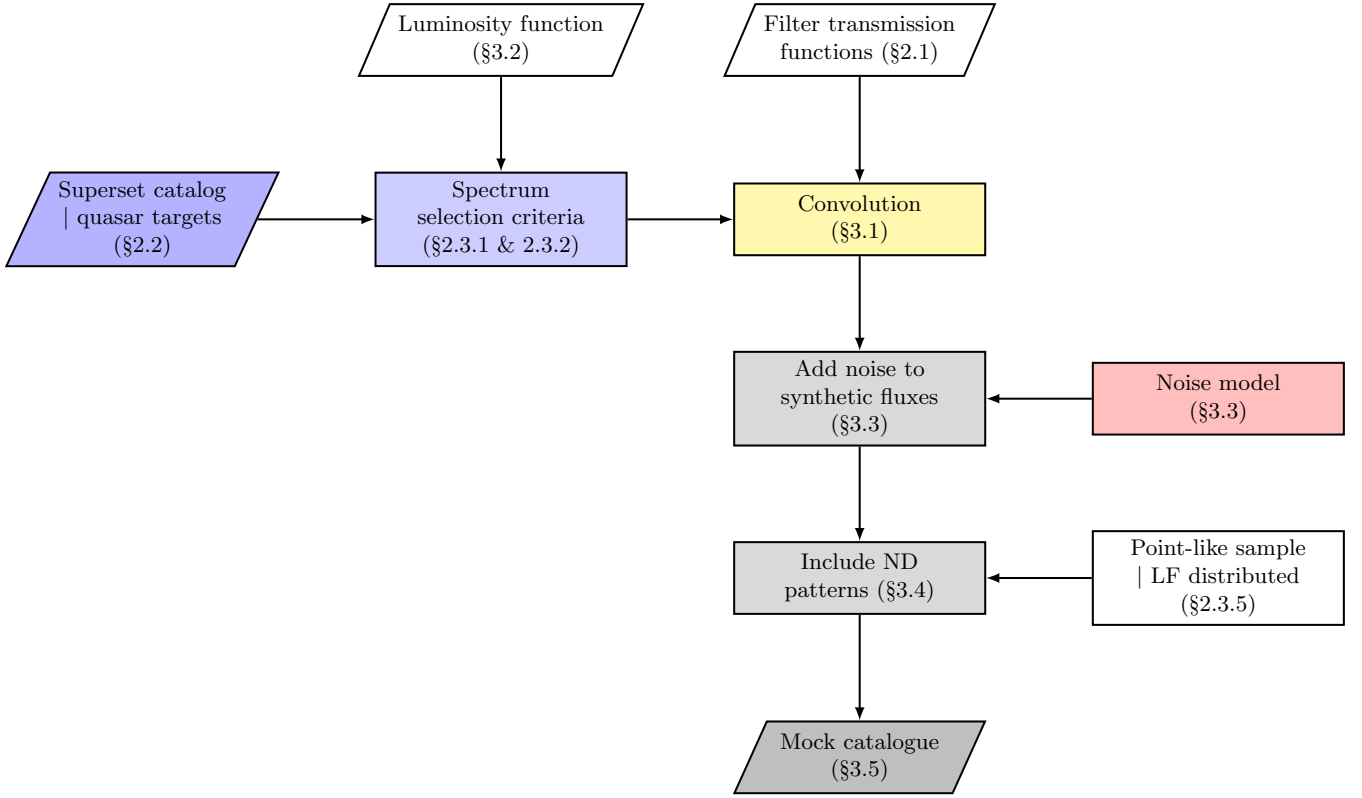 Luminosity function
(§3.2)
Filter transmission
functions (§2.1)
Superset catalog
| quasar targets
(§2.2)
Spectrum
selection criteria
(§2.3.1 & 2.3.2)
Convolution
(§3.1)
Add noise to
synthetic fluxes
(§3.3)
Noise model
(§3.3)
Include ND
patterns (§3.4)
Point-like sample
| LF distributed
(§2.3.5)
Mock catalogue
(§3.5)